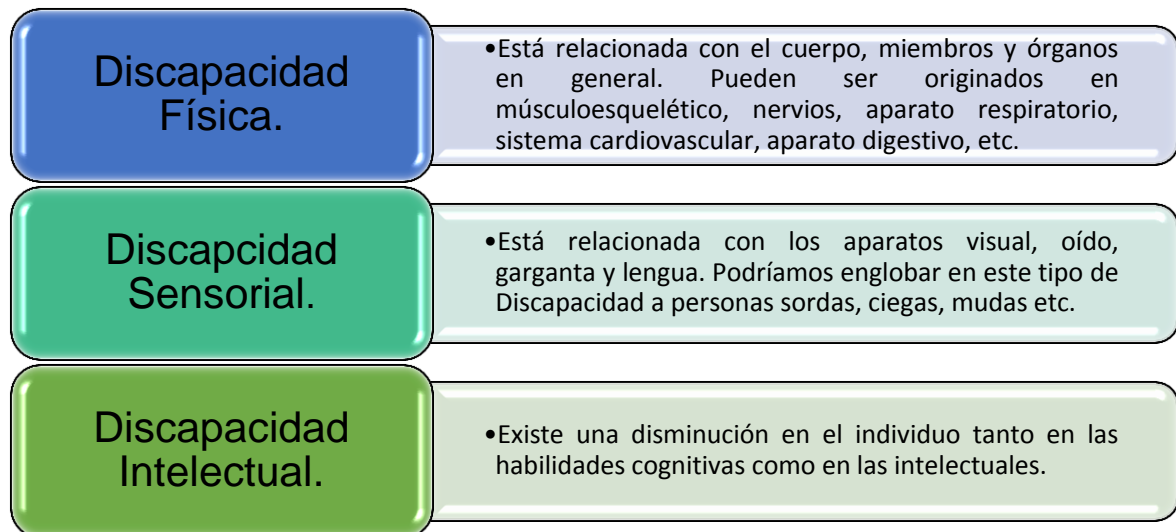 Discapacidad
Física.
•Está relacionada con el cuerpo, miembros y órganos
en general. Pueden ser originados en
músculoesquelético, nervios, aparato respiratorio,
sistema cardiovascular, aparato digestivo, etc.
Discapcidad
Sensorial.
•Está relacionada con los aparatos visual, oído,
garganta y lengua. Podríamos englobar en este tipo de
Discapacidad a personas sordas, ciegas, mudas etc.
Discapacidad
Intelectual.
•Existe una disminución en el individuo tanto en las
habilidades cognitivas como en las intelectuales.